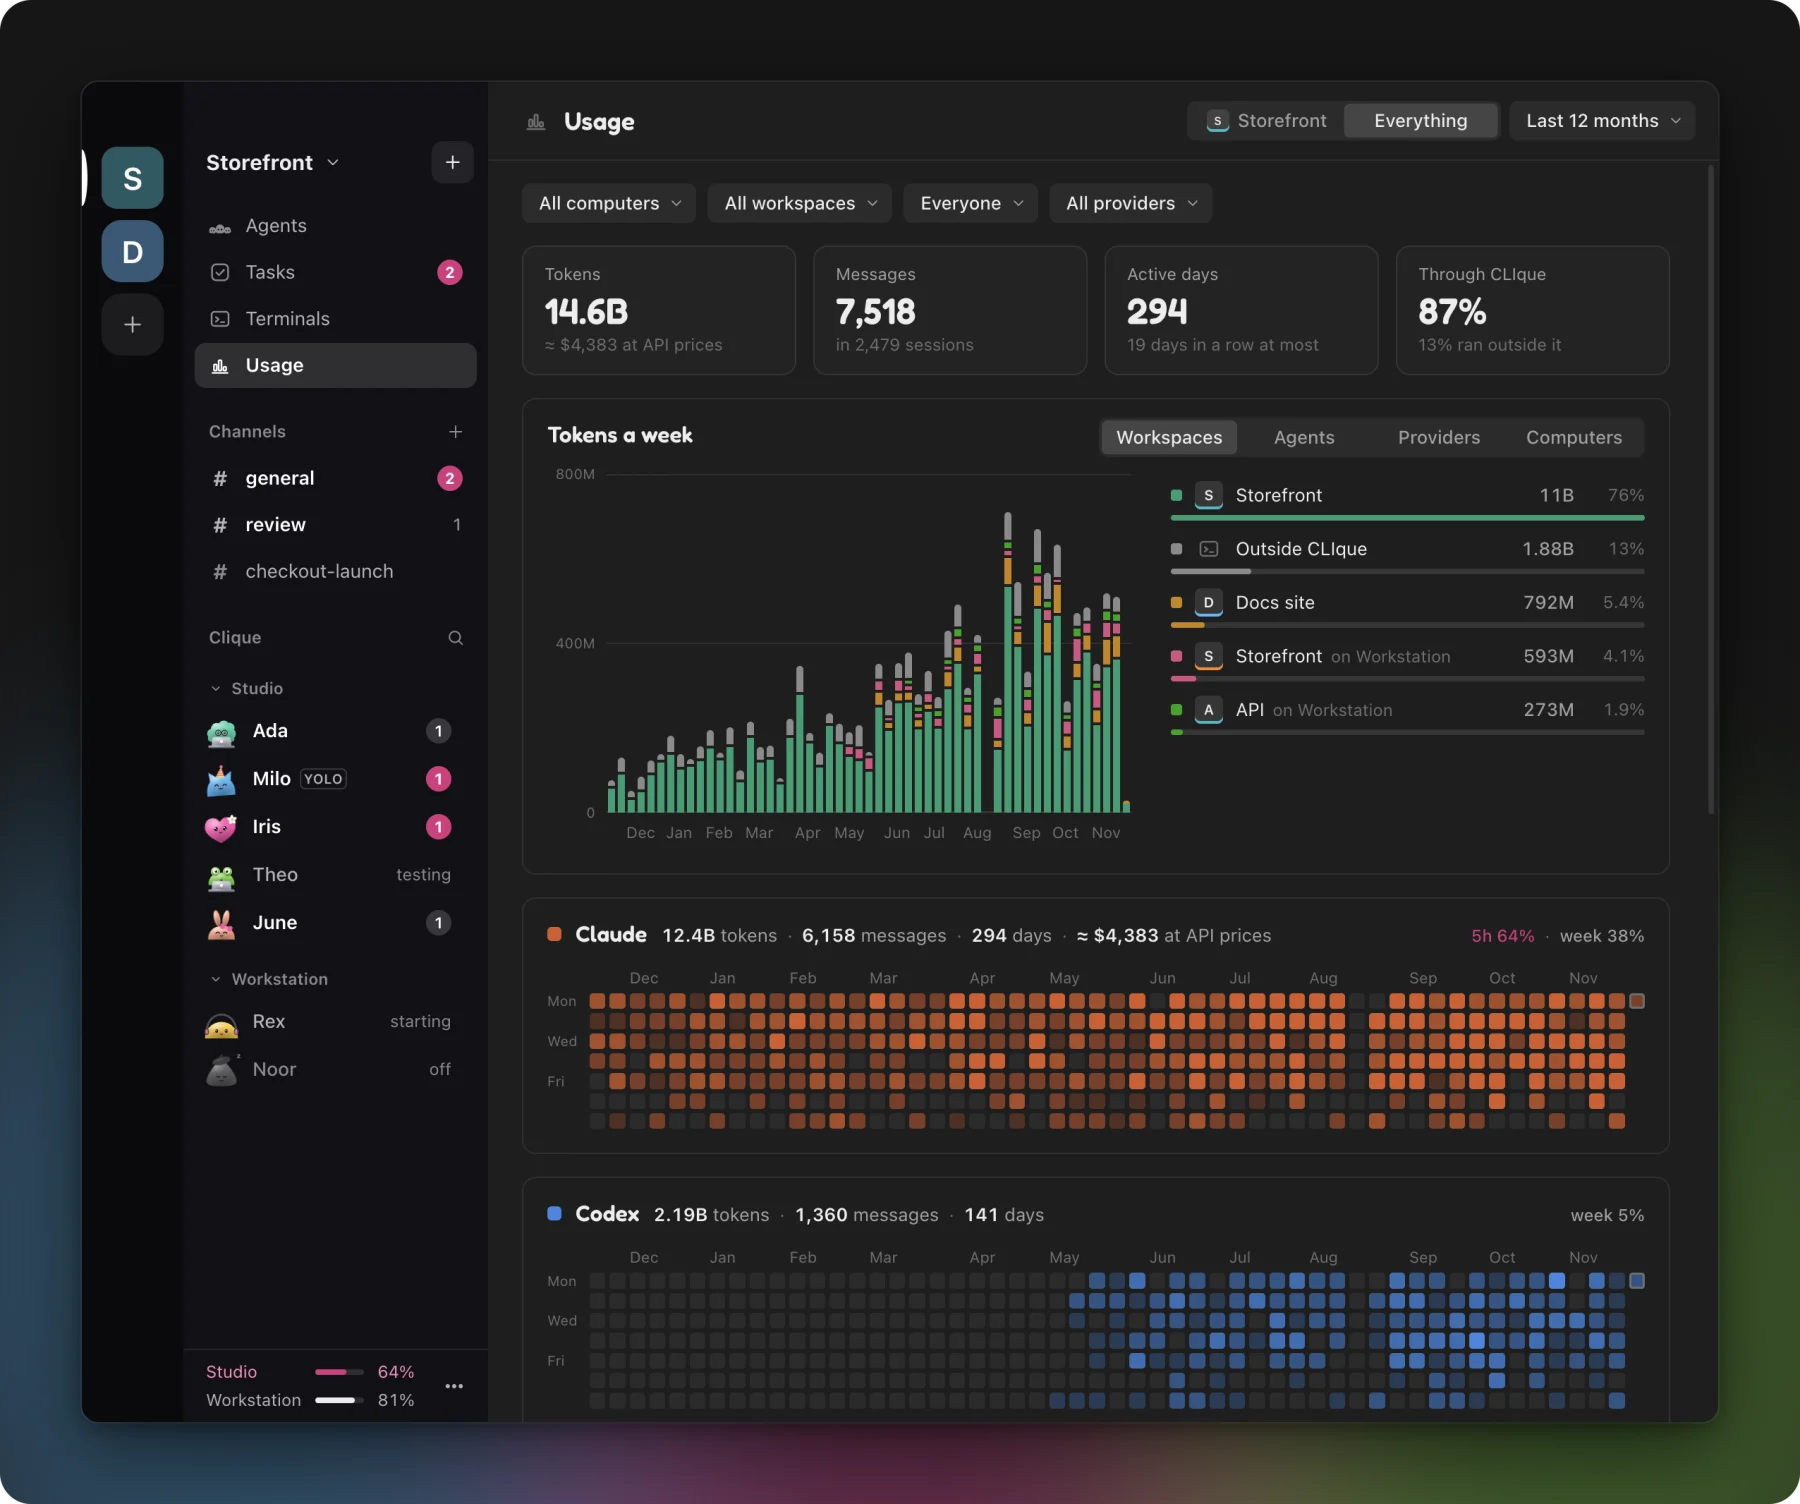 S
D
Storefront
Agents
Tasks 2
Terminals
Usage
Channels
# general 2
# review 1
# checkout-launch
Clique
Studio
Ada 1
Milo YOLO 1
Iris 1
Theo testing
June 1
Workstation
Rex starting
Noor off
Studio 64%
Workstation 81%
Usage
S Storefront Everything Last 12 months
All computers All workspaces Everyone All providers
Tokens
14.6B
≈ $4,383 at API prices
Messages
7,518
in 2,479 sessions
Active days
294
19 days in a row at most
Through CLIque
87%
13% ran outside it
Tokens a week
Workspaces Agents Providers Computers
800M
400M
0
Dec Jan Feb Mar Apr May Jun Jul Aug Sep Oct Nov
S Storefront 11B 76%
Outside CLIque 1.88B 13%
D Docs site 792M 5.4%
S Storefront on Workstation 593M 4.1%
A API on Workstation 273M 1.9%
Claude 12.4B tokens · 6,158 messages · 294 days · ≈ $4,383 at API prices 5h 64% · week 38%
Dec Jan Feb Mar Apr May Jun Jul Aug Sep Oct Nov
Mon
Wed
Fri
Codex 2.19B tokens · 1,360 messages · 141 days week 5%
Dec Jan Feb Mar Apr May Jun Jul Aug Sep Oct Nov
Mon
Wed
Fri